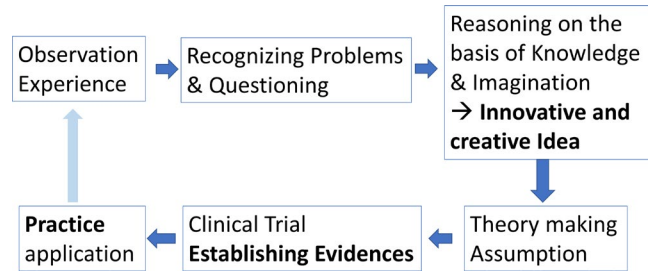 Observation
Experience
Recognizing Problems
& Questioning
Reasoning on the
basis of Knowledge
& Imagination
→ Innovative and
creative Idea
Theory making
Assumption
Clinical Trial
Establishing Evidences
Practice
application